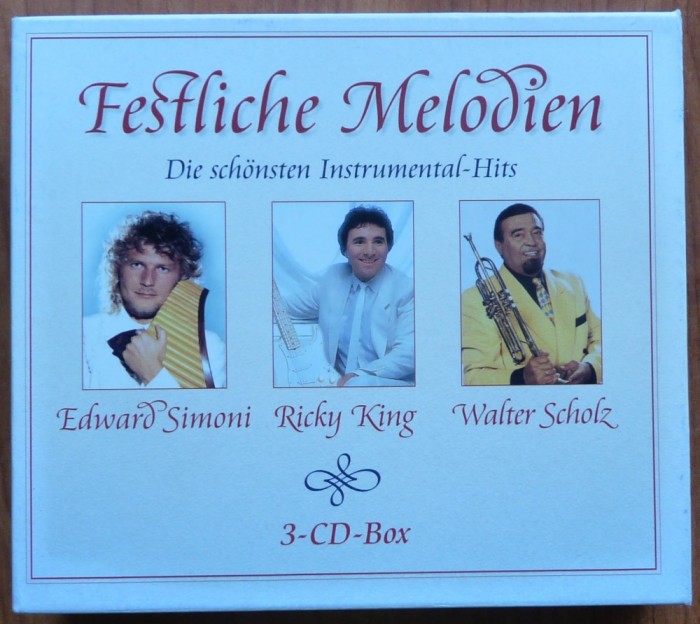 Festliche Melodien
Die schönsten Instrumental-Hits
Edward Simoni
Ricky King
Walter Scholz
3-CD-Box